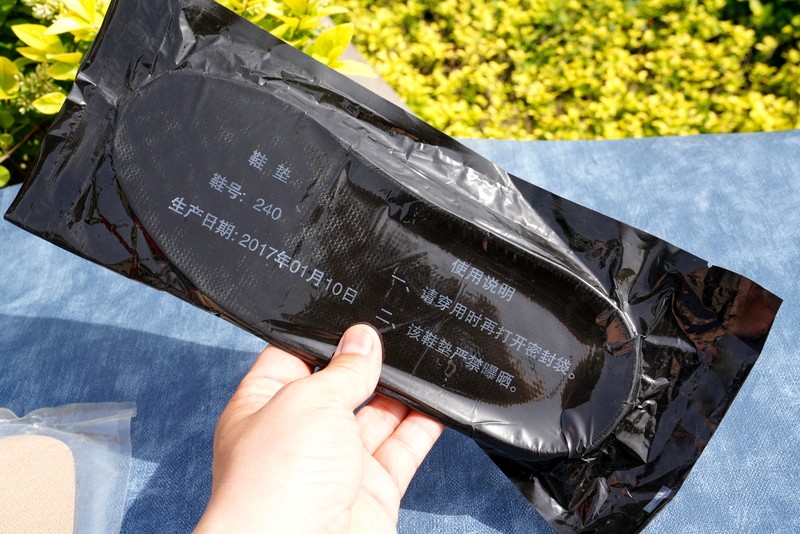 鞋 垫
鞋号: 240
生产日期: 2017年01月10日
使用说明
一、请穿用时再打开密封袋。
二、该鞋垫严禁曝晒。